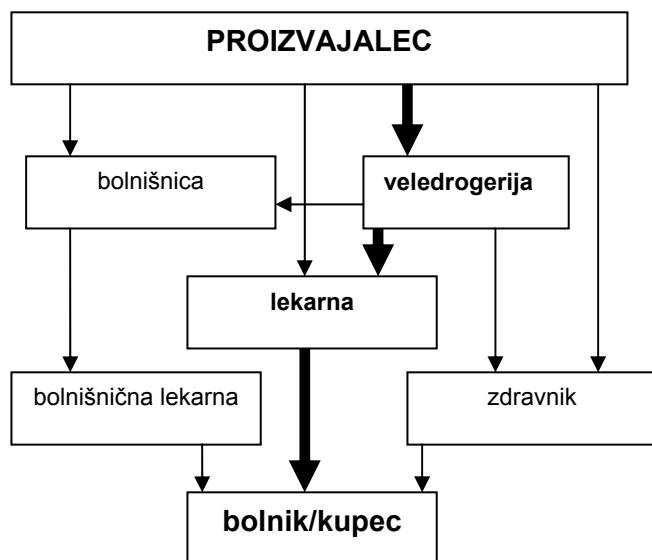 PROIZVAJALEC
bolnišnica
veledrogerija
lekarna
bolnišnična lekarna
zdravnik
bolnik/kupec